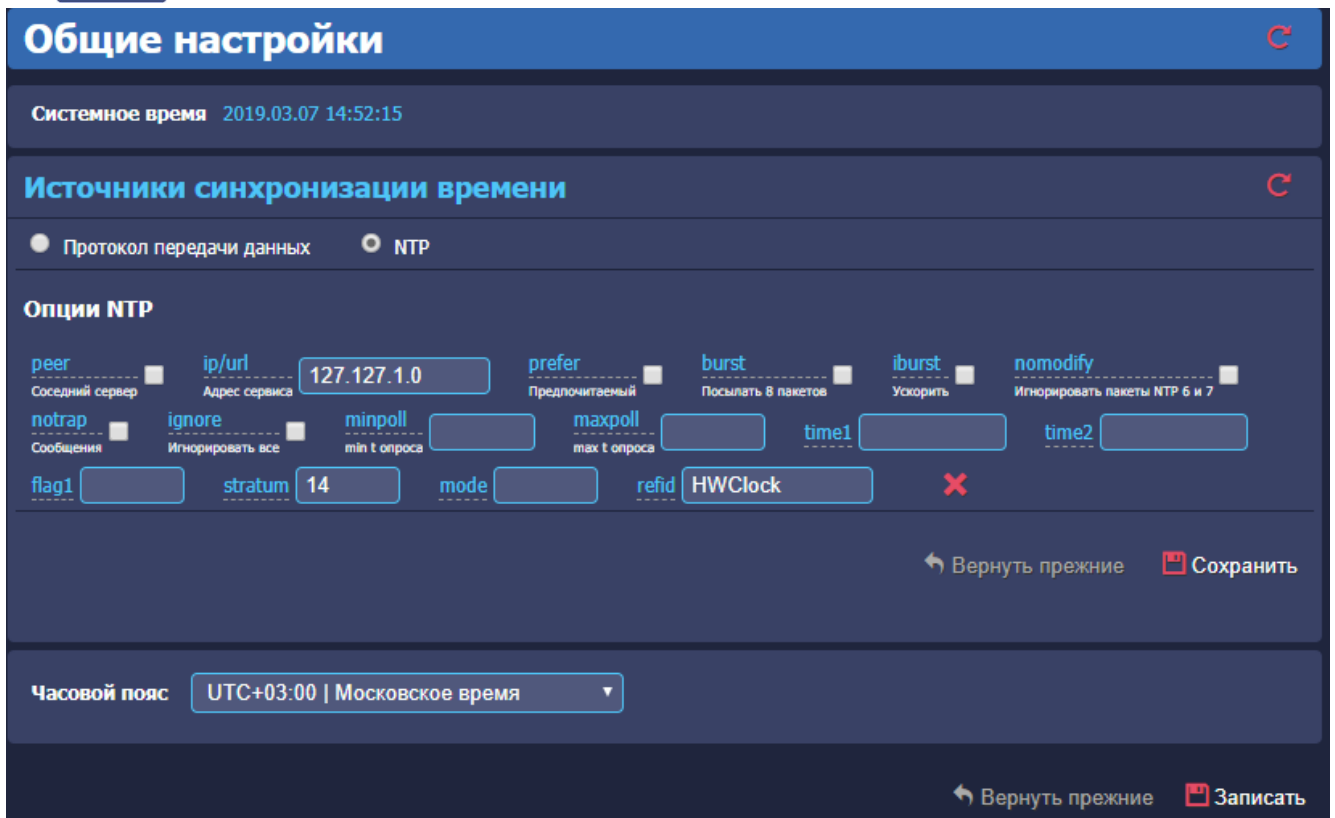 Общие настройки
Системное время 2019.03.07 14:52:15
Источники синхронизации времени
Протокол передачи данных NTP
Опции NTP
peer ip/url 127.127.1.0 prefer burst iburst nomodify
Соседний сервер Адрес сервиса Предпочитаемый Посылать 8 пакетов Ускорить Игнорировать пакеты NTP 6 и 7
notrap ignore minpoll maxpoll time1 time2
Сообщения Игнорировать все min t опроса max t опроса
flag1 stratum 14 mode refid HWClock
Вернуть прежние Сохранить
Часовой пояс UTC+03:00 | Московское время
Вернуть прежние Записать